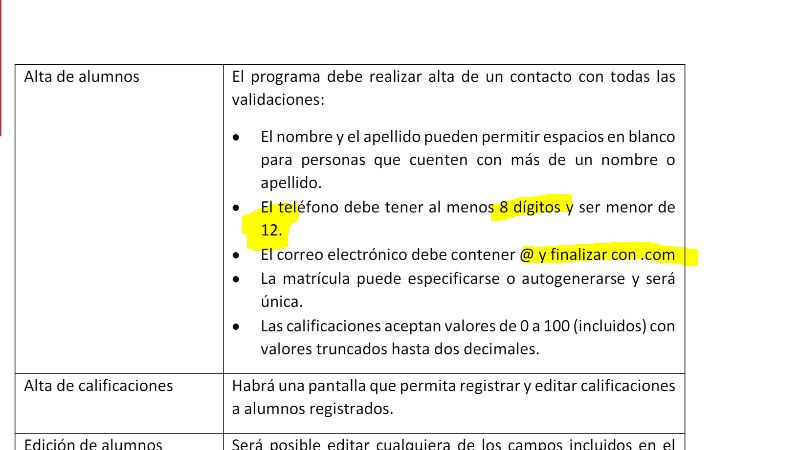 Alta de alumnos
El programa debe realizar alta de un contacto con todas las
validaciones:
• El nombre y el apellido pueden permitir espacios en blanco
para personas que cuenten con más de un nombre o
apellido.
• El teléfono debe tener al menos 8 dígitos y ser menor de
12.
• El correo electrónico debe contener @ y finalizar con .com
• La matrícula puede especificarse o autogenerarse y será
única.
• Las calificaciones aceptan valores de 0 a 100 (incluidos) con
valores truncados hasta dos decimales.
Alta de calificaciones
Habrá una pantalla que permita registrar y editar calificaciones
a alumnos registrados.
Edición de alumnos
Será posible editar cualquiera de los campos incluidos en el